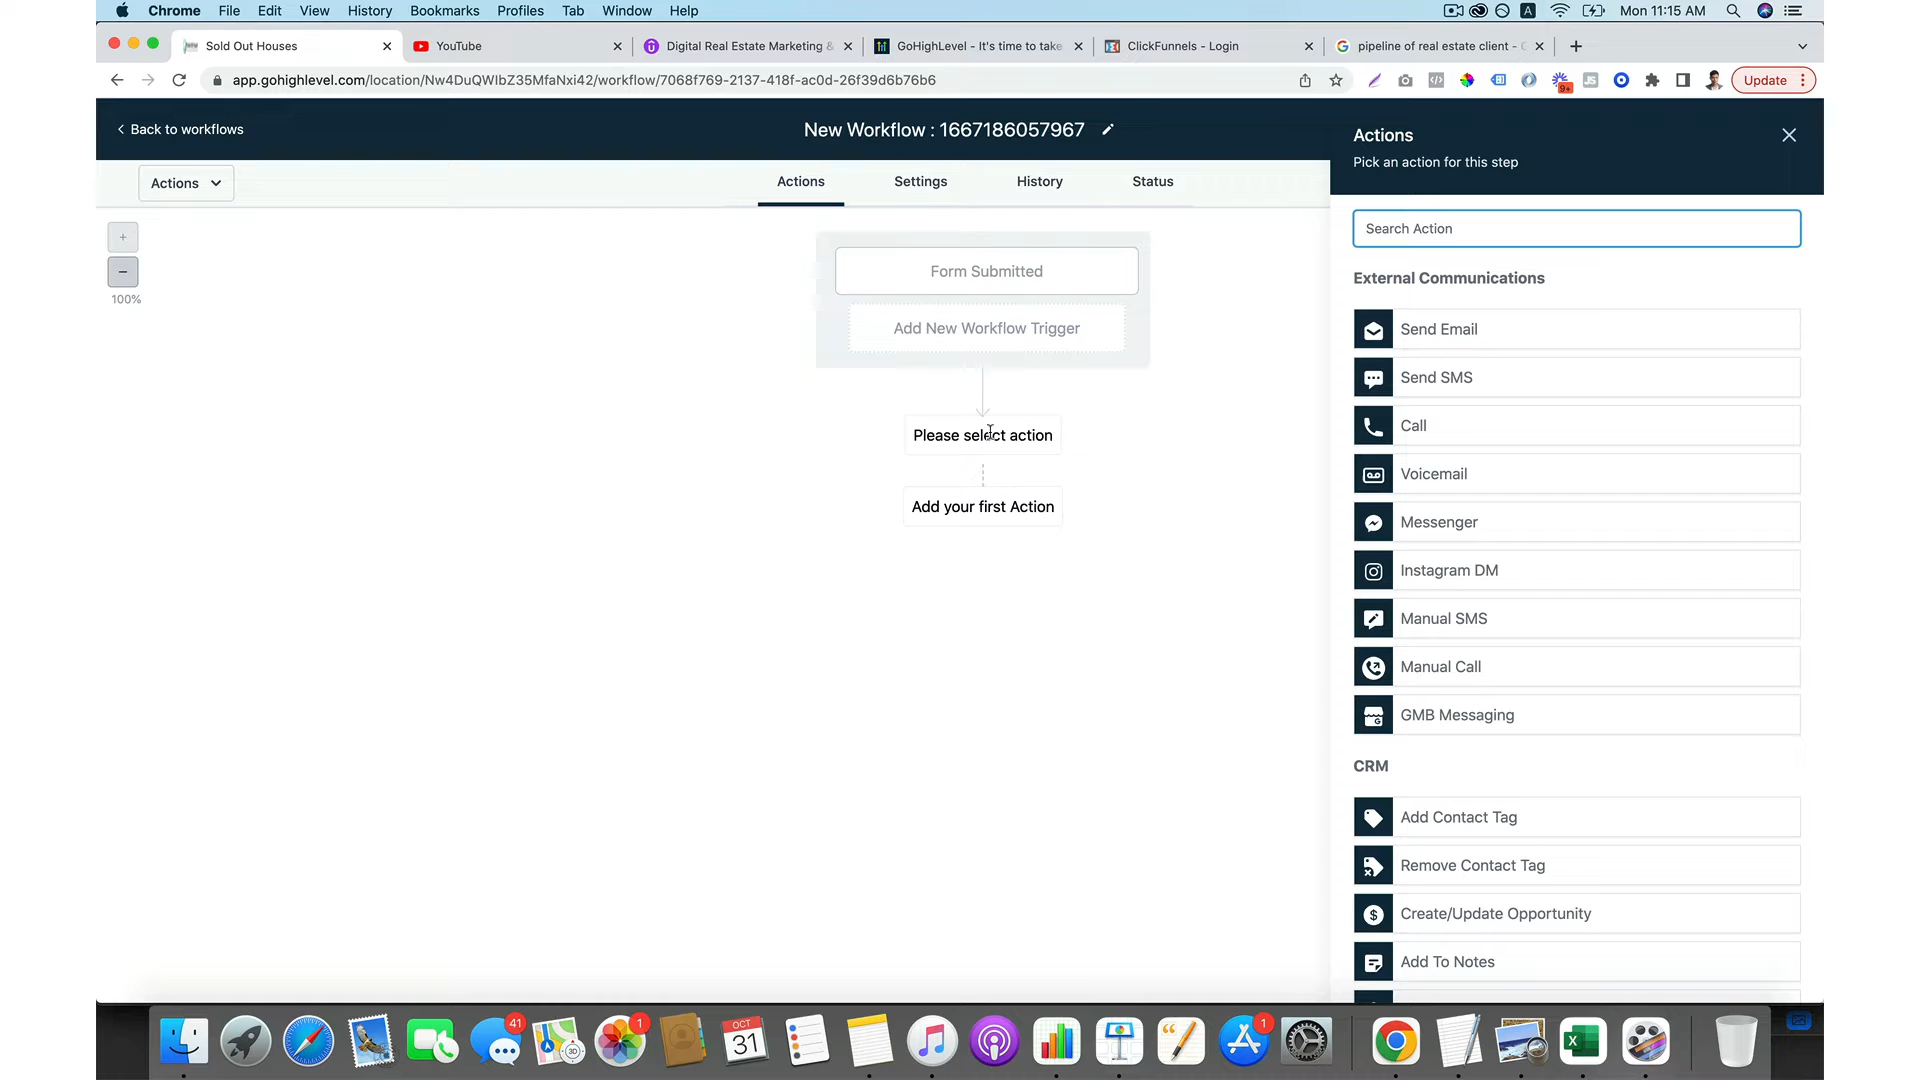 Chrome File Edit View History Bookmarks Profiles Tab Window Help
A Mon 11:15 AM
Sold Out Houses
YouTube
Digital Real Estate Marketing &
GoHighLevel - It's time to take
ClickFunnels - Login
pipeline of real estate client -
app.gohighlevel.com/location/Nw4DuQWIbZ35MfaNxi42/workflow/7068f769-2137-418f-ac0d-26f39d6b76b6
9+
JS
Update
Back to workflows
New Workflow : 1667186057967
Actions
Pick an action for this step
Actions
Actions
Settings
History
Status
+
−
100%
Form Submitted
Add New Workflow Trigger
Please select action
Add your first Action
Search Action
External Communications
Send Email
Send SMS
Call
Voicemail
Messenger
Instagram DM
Manual SMS
Manual Call
GMB Messaging
CRM
Add Contact Tag
Remove Contact Tag
Create/Update Opportunity
Add To Notes
41
3D
1
OCT
31
1